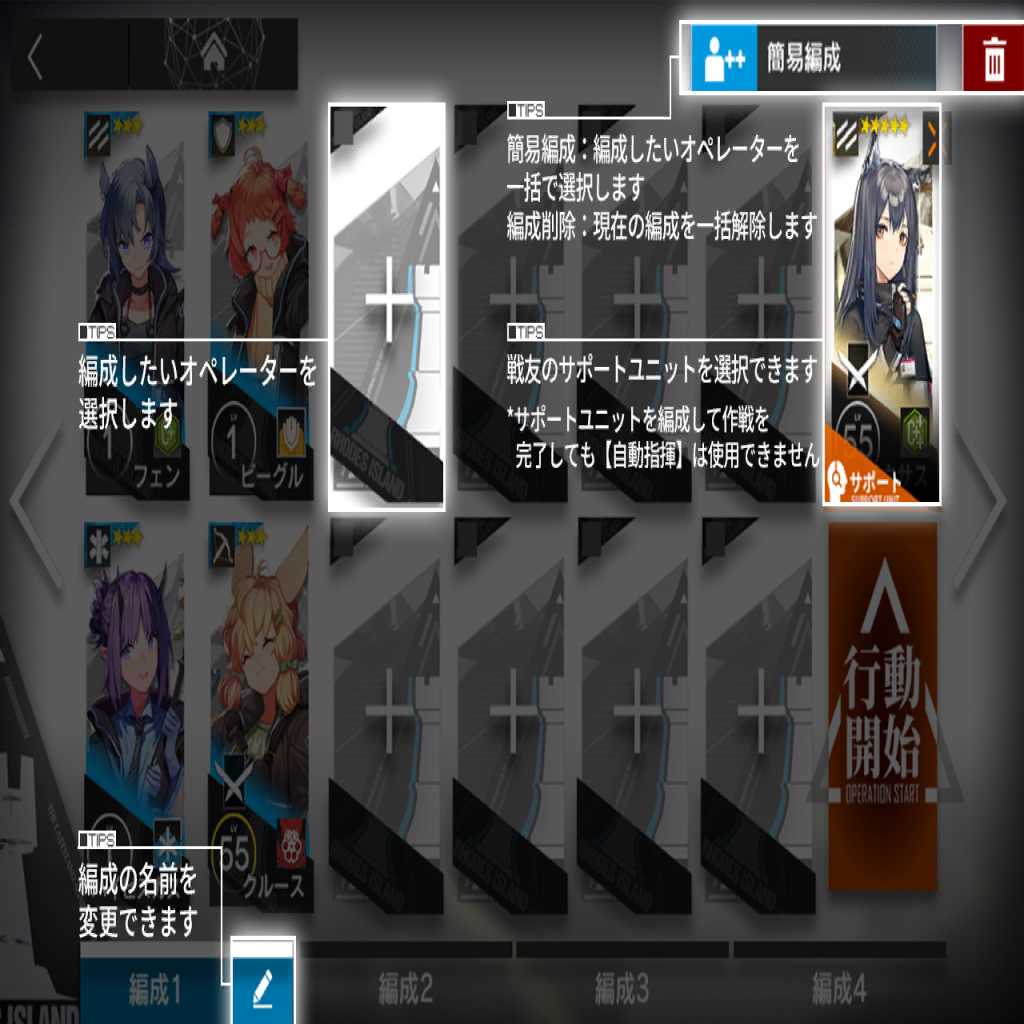 簡易編成
TIPS
簡易編成：編成したいオペレーターを
一括で選択します
編成削除：現在の編成を一括解除します
TIPS
編成したいオペレーターを
選択します
TIPS
戦友のサポートユニットを選択できます
*サポートユニットを編成して作戦を
完了しても【自動指揮】は使用できません
LV
1
フェン
LV
1
ビーグル
RHODES ISLAND
55
サポート
SUPPORT UNIT
行動
開始
OPERATION START
LV
55
クルース
TIPS
編成の名前を
変更できます
編成1
編成2
編成3
編成4
ISLAND